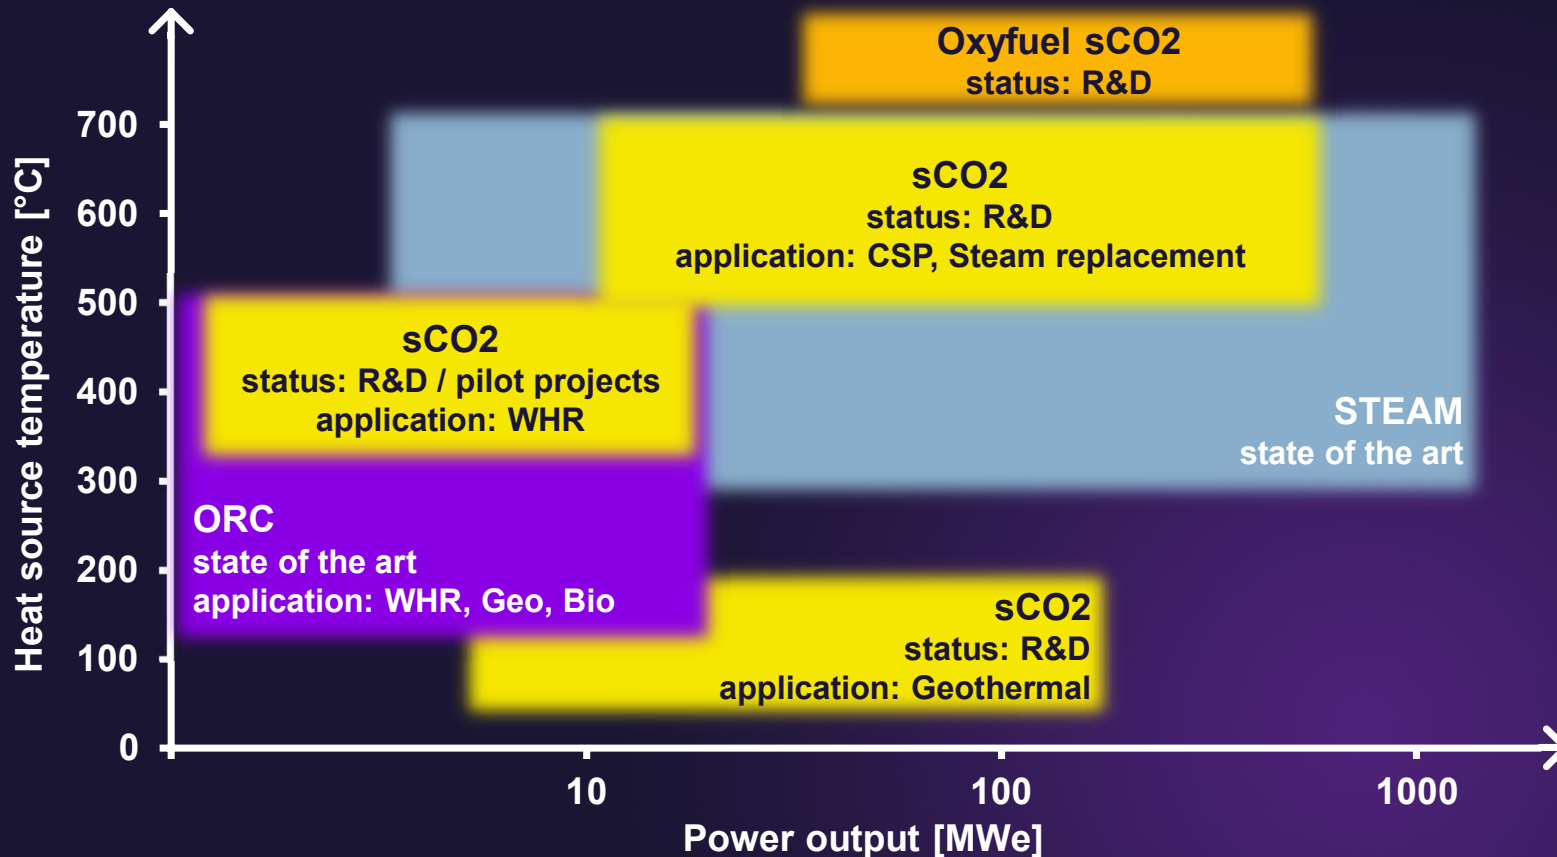 Oxyfuel sCO2
status: R&D
700
600
500
400
300
200
100
0
Heat source temperature [°C]
sCO2
status: R&D
application: CSP, Steam replacement
sCO2
status: R&D / pilot projects
application: WHR
STEAM
state of the art
ORC
state of the art
application: WHR, Geo, Bio
sCO2
status: R&D
application: Geothermal
10
100
1000
Power output [MWe]